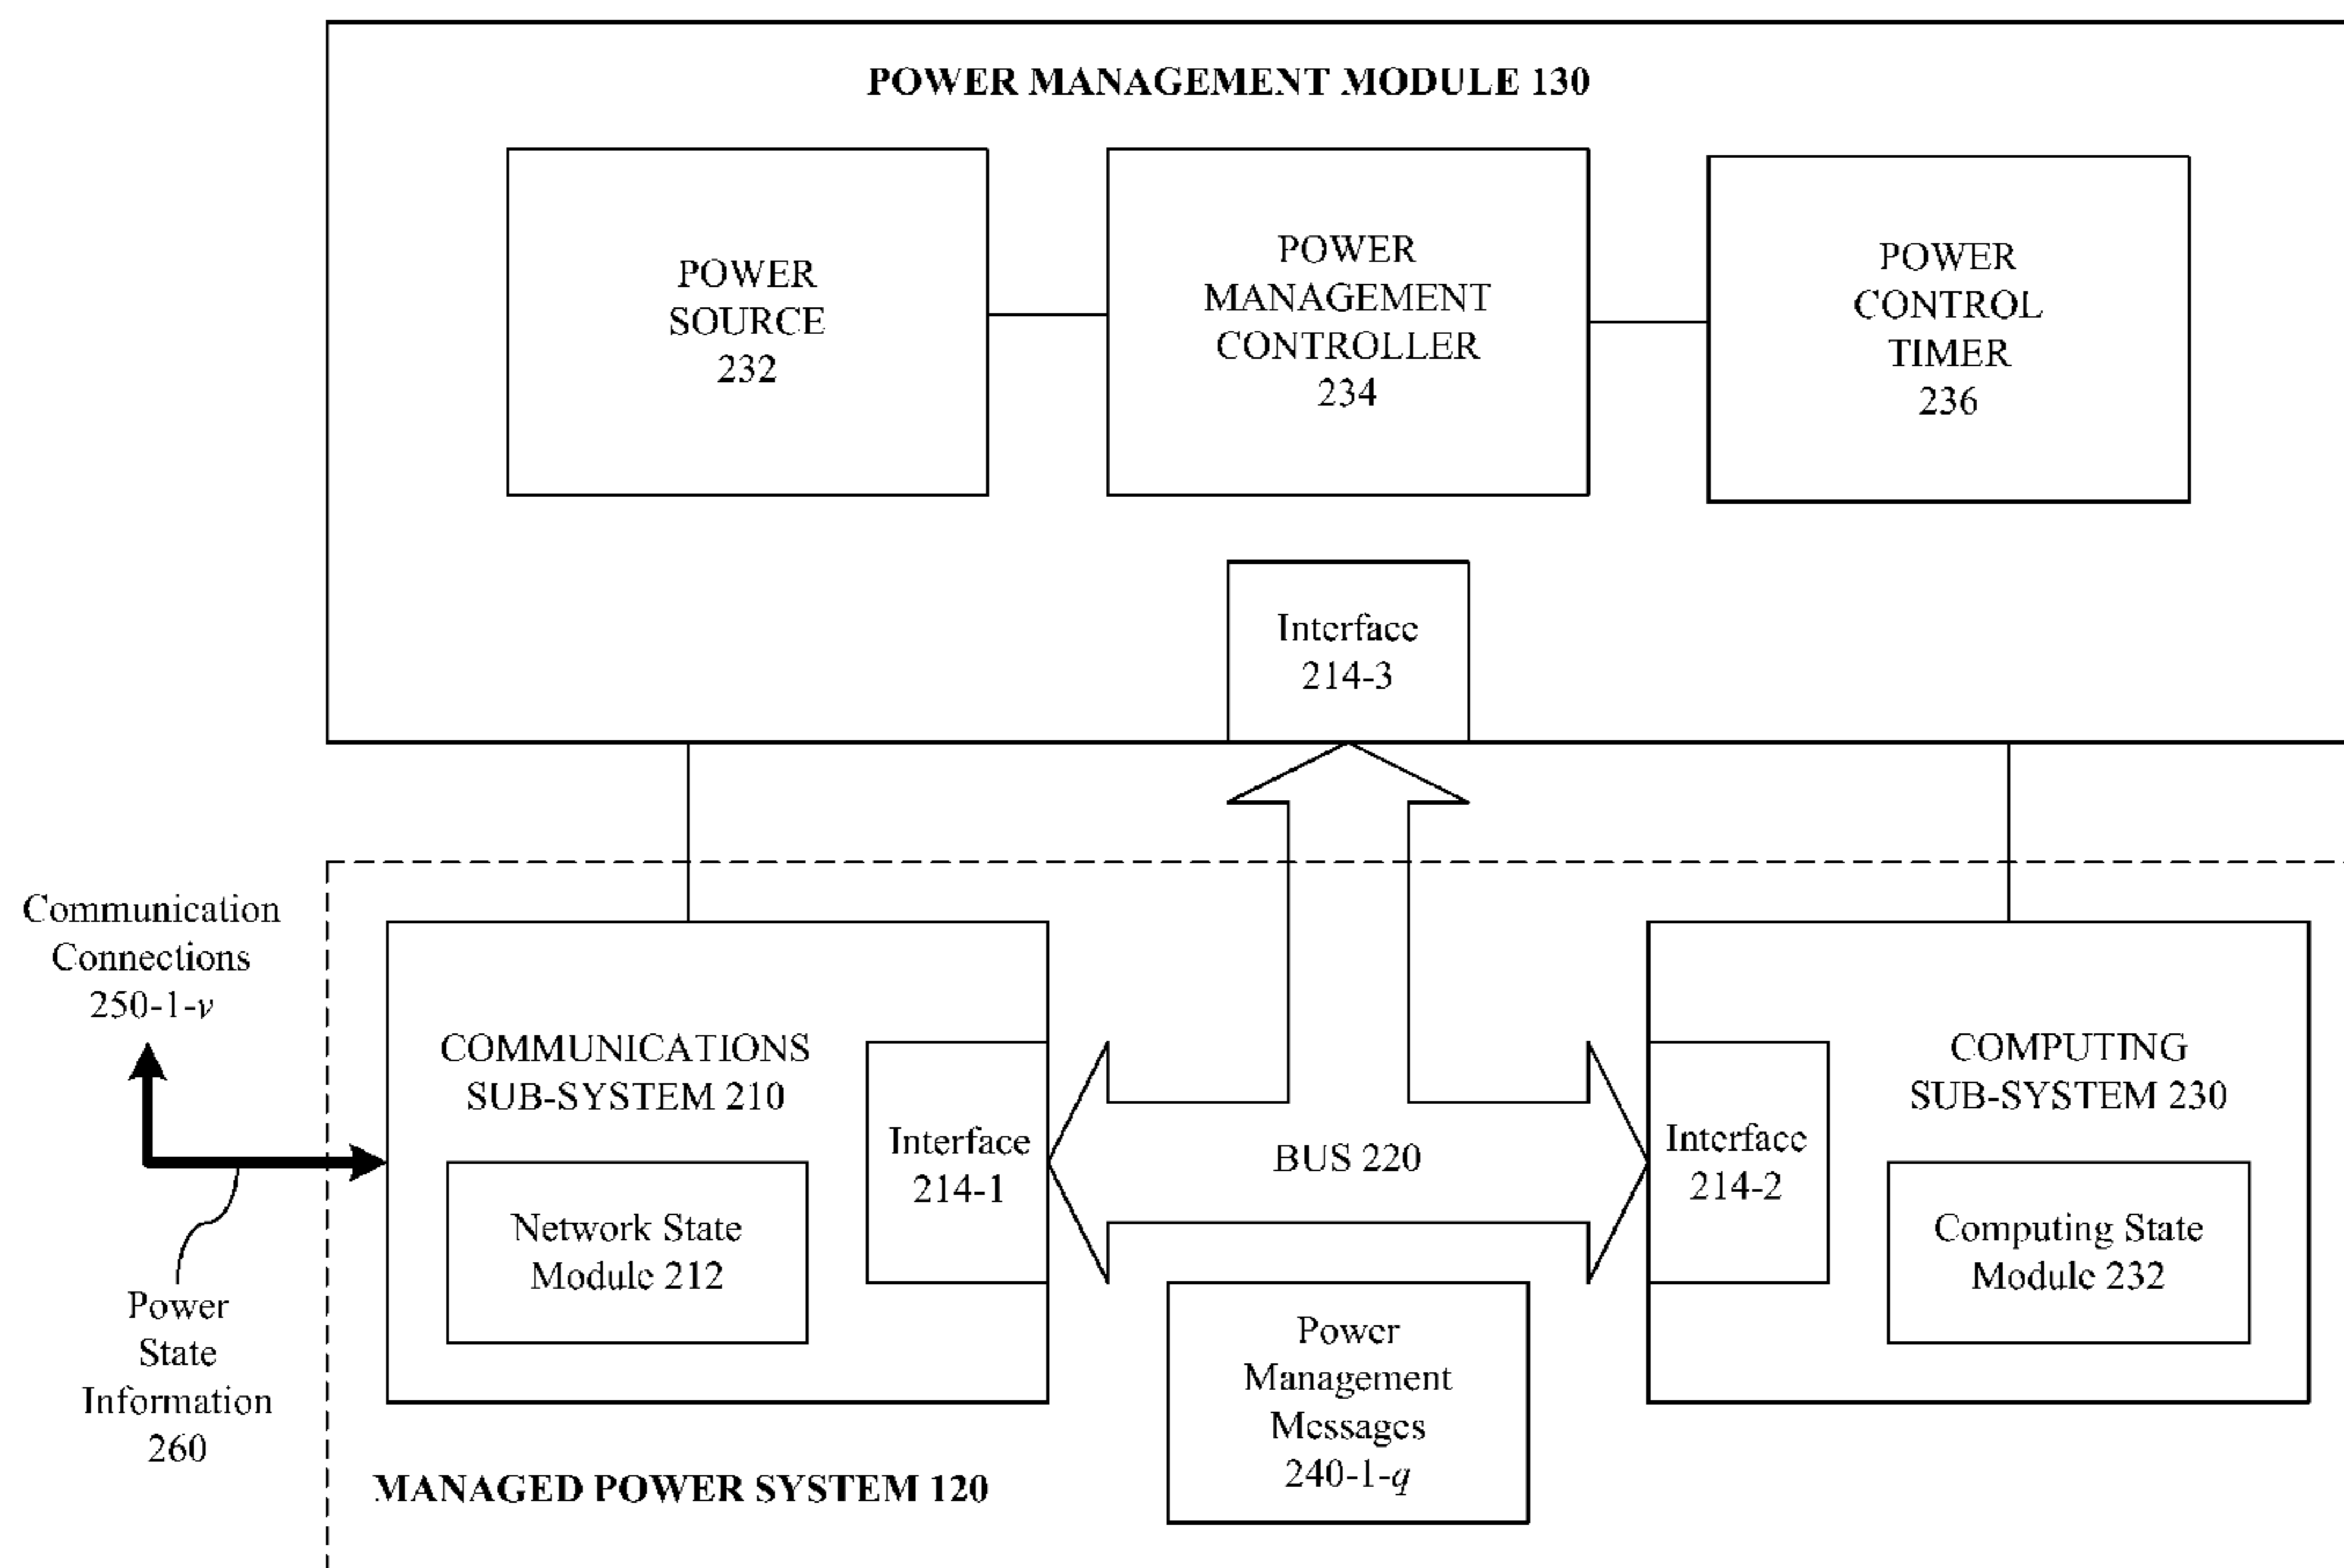 POWER MANAGEMENT MODULE 130
POWER
SOURCE
232
POWER
MANAGEMENT
CONTROLLER
234
POWER
CONTROL
TIMER
236
Interface
214-3
Communication
Connections
250-1-v
COMMUNICATIONS
SUB-SYSTEM 210
Interface
214-1
Network State
Module 212
BUS 220
Interface
214-2
COMPUTING
SUB-SYSTEM 230
Computing State
Module 232
Power
State
Information
260
Power
Management
Messages
240-1-q
MANAGED POWER SYSTEM 120